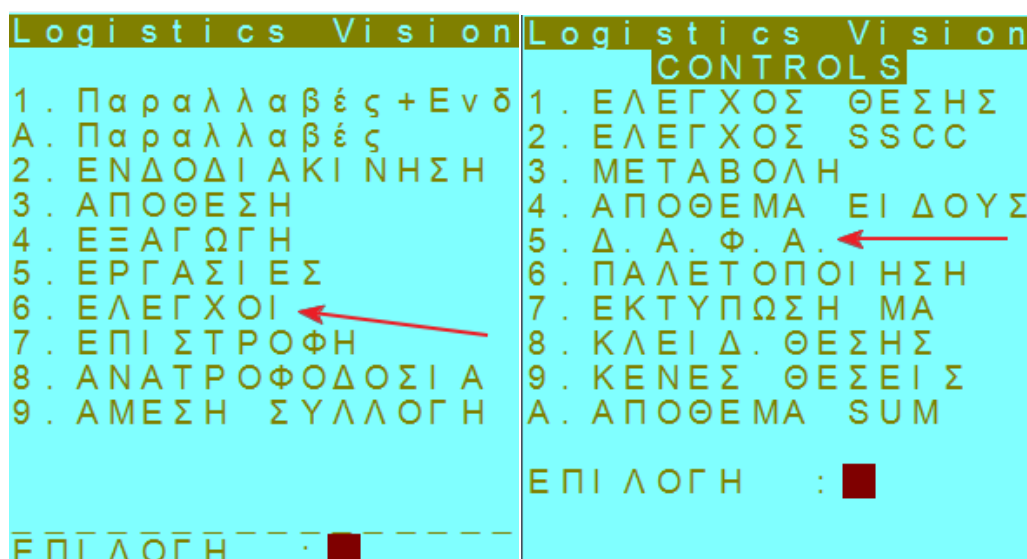 Logistics Vision
1. Παραλλαβές+Ενδ
Α. Παραλλαβές
2. ΕΝΔΟΔΙΑΚΙΝΗΣΗ
3. ΑΠΟΘΕΣΗ
4. ΕΞΑΓΩΓΗ
5. ΕΡΓΑΣΙΕΣ
6. ΕΛΕΓΧΟΙ
7. ΕΠΙΣΤΡΟΦΗ
8. ΑΝΑΤΡΟΦΟΔΟΣΙΑ
9. ΑΜΕΣΗ ΣΥΛΛΟΓΗ
ΕΠΙΛΟΓΗ :
Logistics Vision
CONTROLS
1. ΕΛΕΓΧΟΣ ΘΕΣΗΣ
2. ΕΛΕΓΧΟΣ SSCC
3. ΜΕΤΑΒΟΛΗ
4. ΑΠΟΘΕΜΑ ΕΙΔΟΥΣ
5. Δ.Α.Φ.Α.
6. ΠΑΛΕΤΟΠΟΙΗΣΗ
7. ΕΚΤΥΠΩΣΗ ΜΑ
8. ΚΛΕΙΔ. ΘΕΣΗΣ
9. ΚΕΝΕΣ ΘΕΣΕΙΣ
Α. ΑΠΟΘΕΜΑ SUM
ΕΠΙΛΟΓΗ :